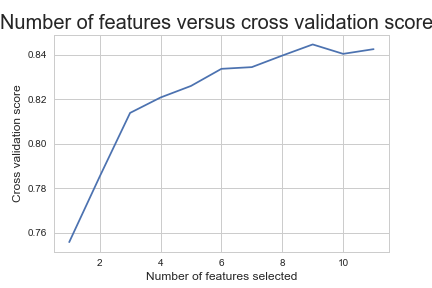 Number of features versus cross validation score
0.84
0.82
0.80
0.78
0.76
Cross validation score
2 4 6 8 10
Number of features selected